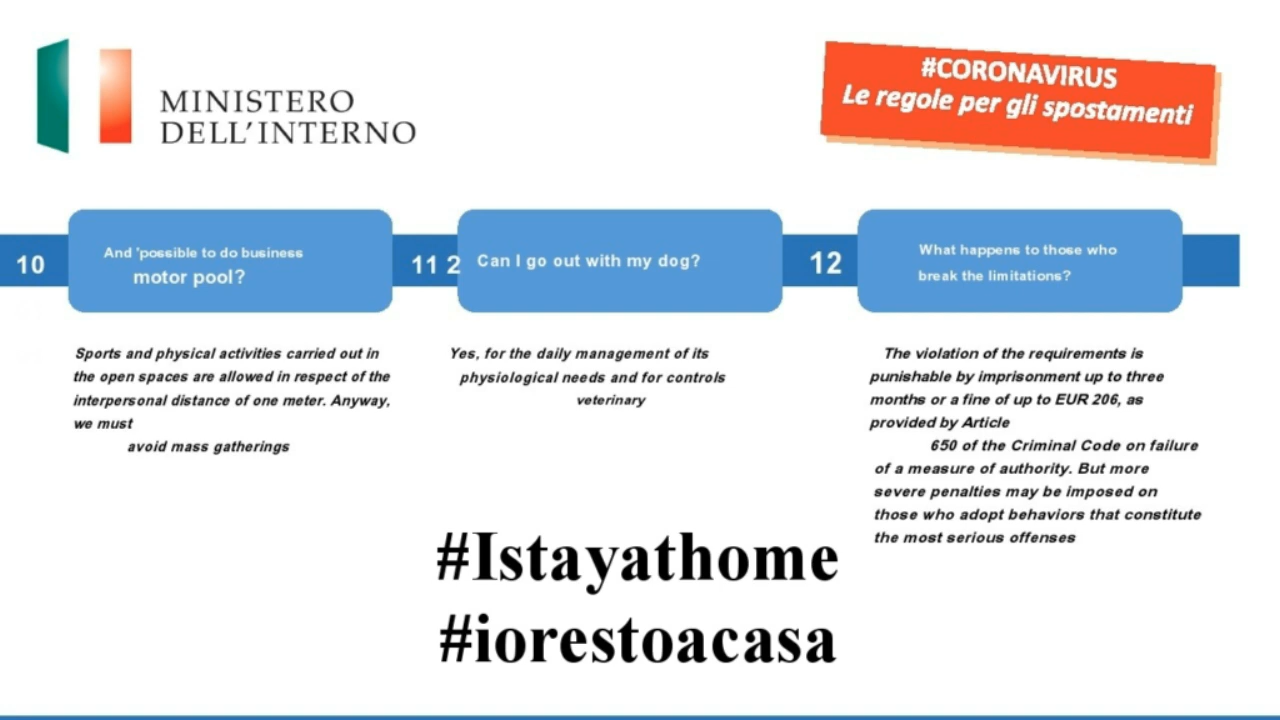 MINISTERO
DELL'INTERNO
#CORONAVIRUS
Le regole per gli spostamenti
10
And 'possible to do business
motor pool?
11 2
Can I go out with my dog?
12
What happens to those who
break the limitations?
Sports and physical activities carried out in
the open spaces are allowed in respect of the
interpersonal distance of one meter. Anyway,
we must
avoid mass gatherings
Yes, for the daily management of its
physiological needs and for controls
veterinary
The violation of the requirements is
punishable by imprisonment up to three
months or a fine of up to EUR 206, as
provided by Article
650 of the Criminal Code on failure
of a measure of authority. But more
severe penalties may be imposed on
those who adopt behaviors that constitute
the most serious offenses
#Istayathome
#iorestoacasa